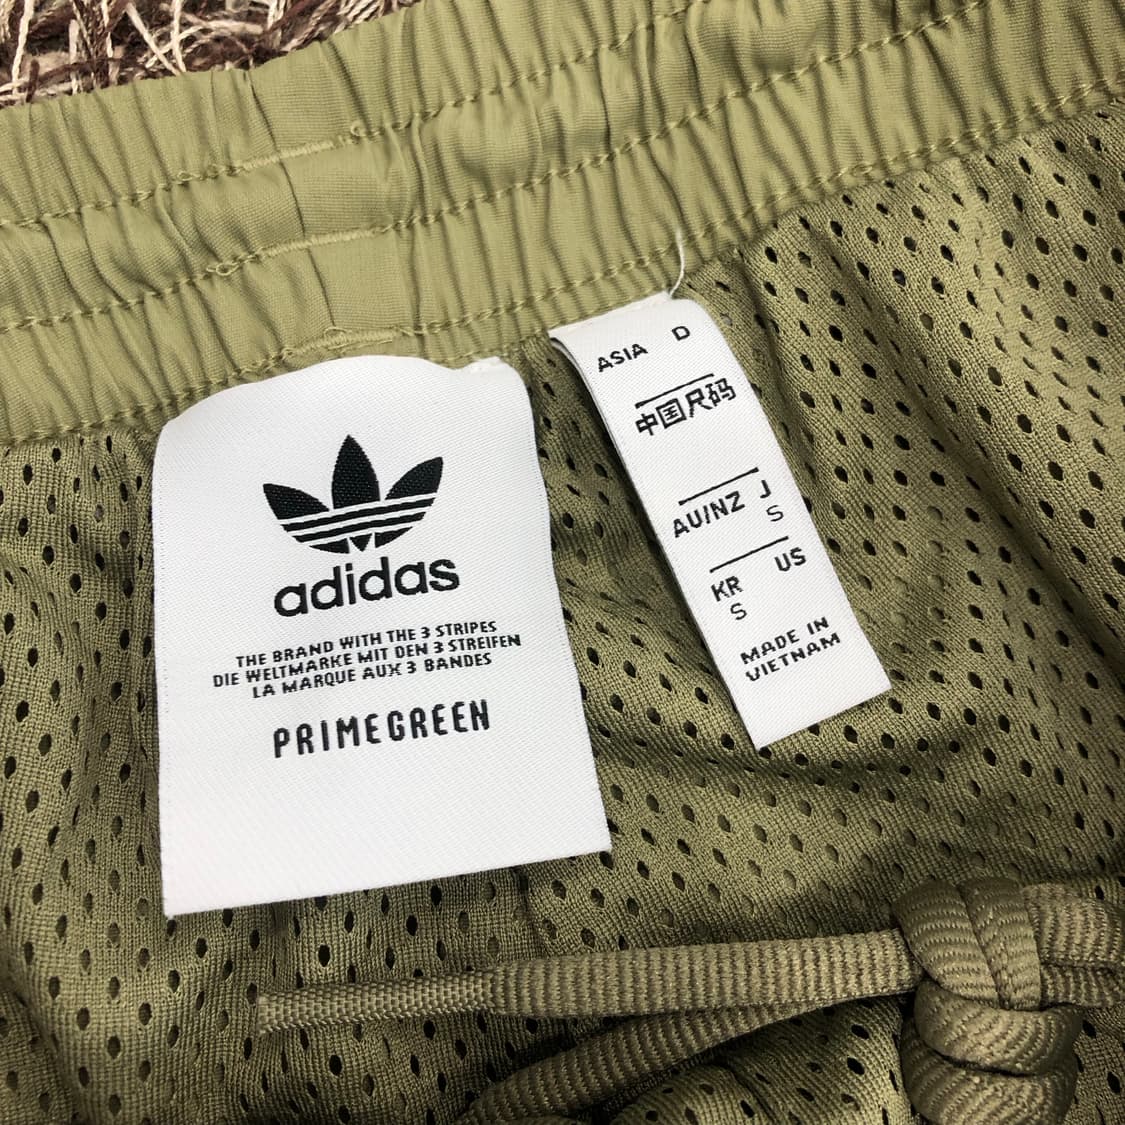 adidas
THE BRAND WITH THE 3 STRIPES
DIE WELTMARKE MIT DEN 3 STREIFEN
LA MARQUE AUX 3 BANDES
PRIMEGREEN
ASIA D
中国尺码
AU/NZ J
S
KR US
S
MADE IN
VIETNAM